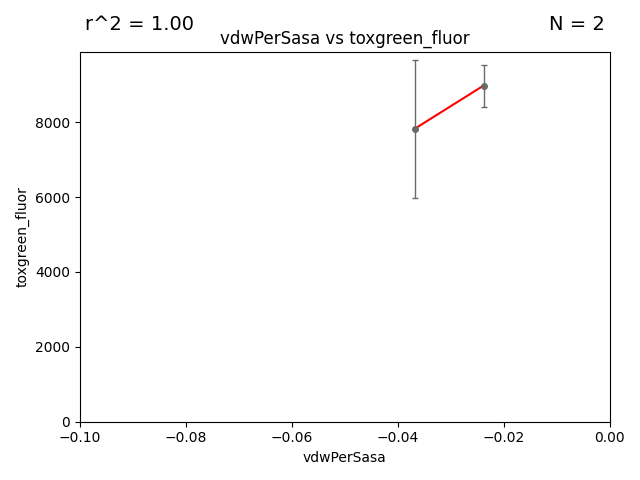 r^2 = 1.00
N = 2
vdwPerSasa vs toxgreen_fluor
toxgreen_fluor
8000
6000
4000
2000
0
−0.10
−0.08
−0.06
−0.04
−0.02
0.00
vdwPerSasa